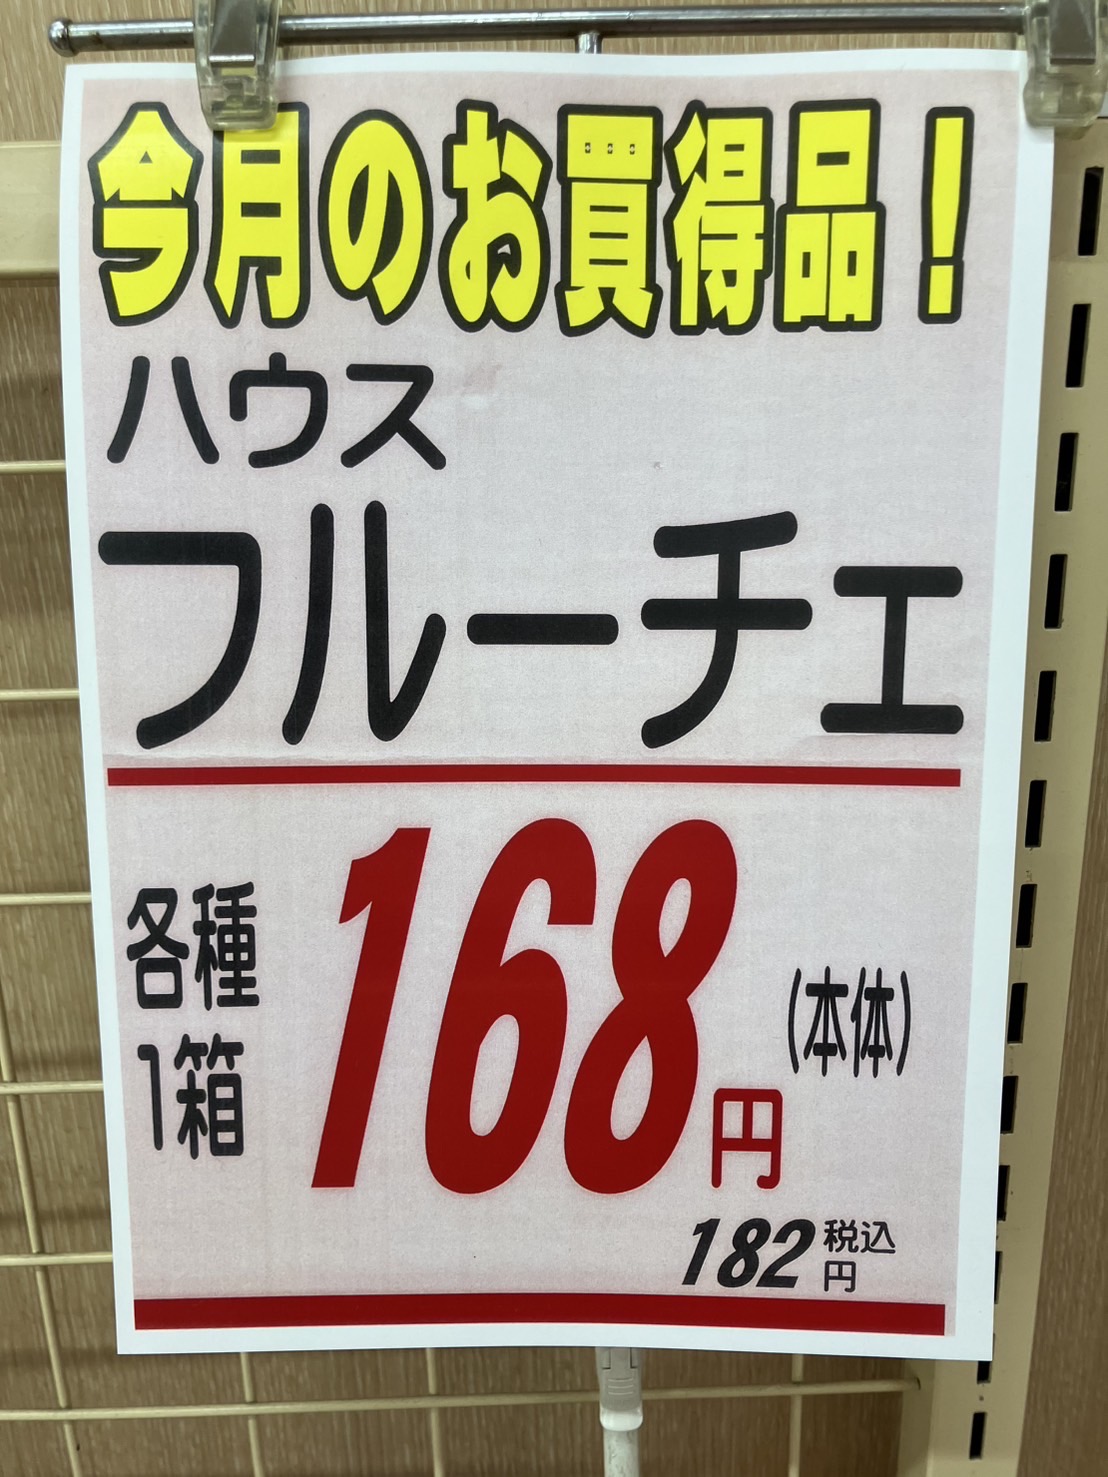 今月のお買得品！
ハウス
フルーチェ
各種
1箱
168円
(本体)
182円
税込